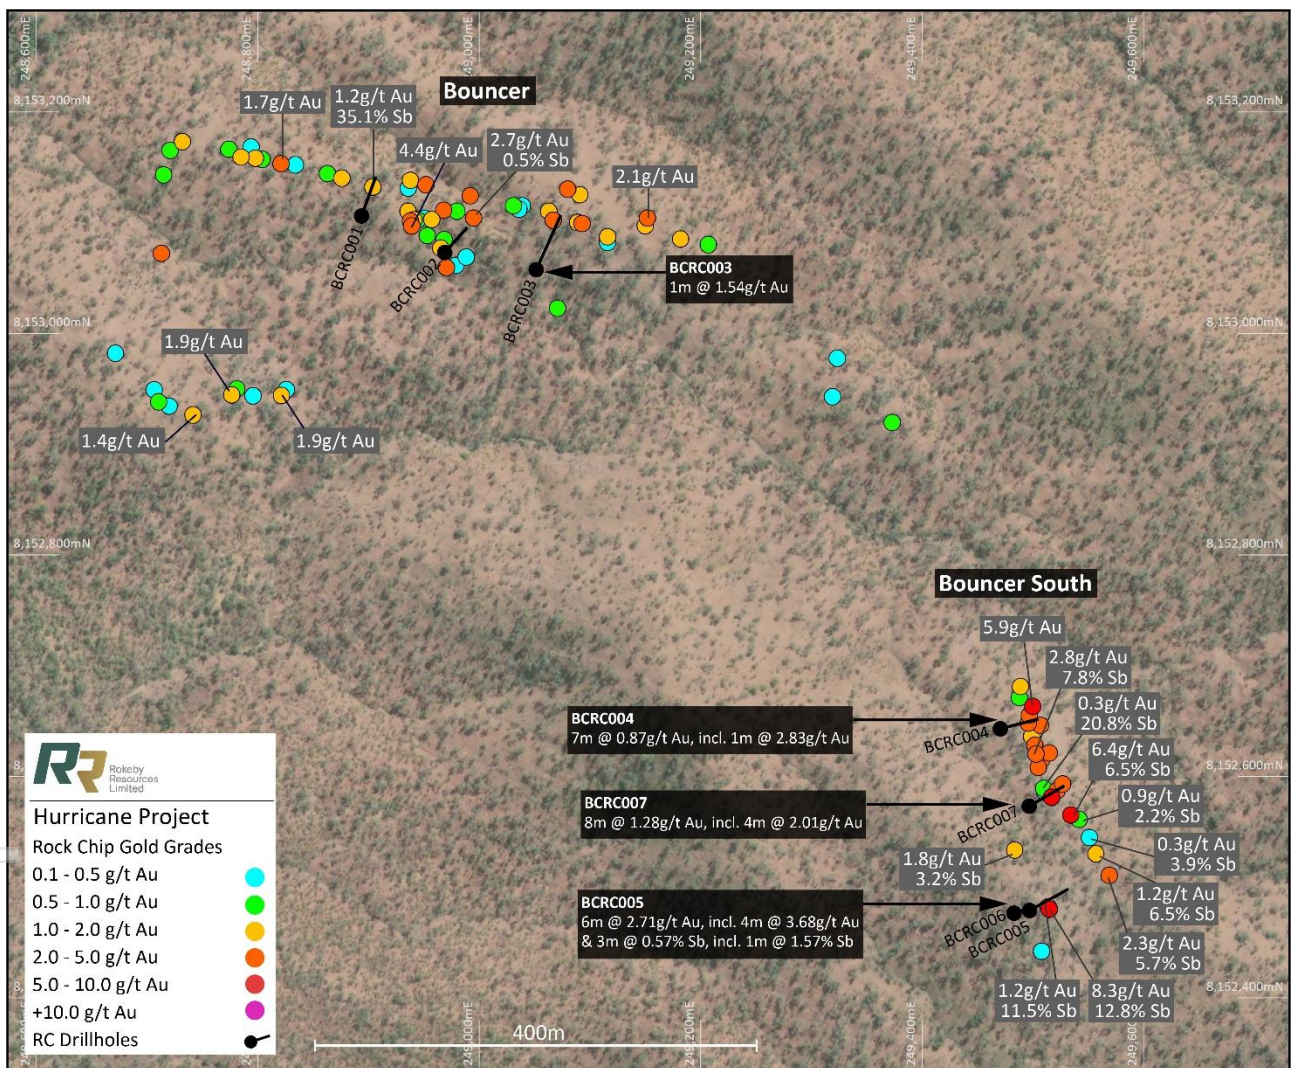 248,600mE
248,800mE
249,000mE
249,200mE
249,400mE
249,600mE
8,153,200mN
8,153,200mN
Bouncer
1.7g/t Au
1.2g/t Au
35.1% Sb
4.4g/t Au
2.7g/t Au
0.5% Sb
2.1g/t Au
BCRC001
BCRC002
BCRC003
BCRC003
1m @ 1.54g/t Au
8,153,000mN
8,153,000mN
1.9g/t Au
1.4g/t Au
1.9g/t Au
8,152,800mN
8,152,800mN
Bouncer South
5.9g/t Au
2.8g/t Au
7.8% Sb
0.3g/t Au
20.8% Sb
6.4g/t Au
6.5% Sb
0.9g/t Au
2.2% Sb
0.3g/t Au
3.9% Sb
1.2g/t Au
6.5% Sb
2.3g/t Au
5.7% Sb
BCRC004
7m @ 0.87g/t Au, incl. 1m @ 2.83g/t Au
BCRC004
BCRC007
8m @ 1.28g/t Au, incl. 4m @ 2.01g/t Au
BCRC007
1.8g/t Au
3.2% Sb
BCRC005
6m @ 2.71g/t Au, incl. 4m @ 3.68g/t Au
& 3m @ 0.57% Sb, incl. 1m @ 1.57% Sb
BCRC006
BCRC005
1.2g/t Au
11.5% Sb
8.3g/t Au
12.8% Sb
8,152,600mN
8,152,400mN
RR
Rokeby
Resources
Limited
Hurricane Project
Rock Chip Gold Grades
0.1 - 0.5 g/t Au
0.5 - 1.0 g/t Au
1.0 - 2.0 g/t Au
2.0 - 5.0 g/t Au
5.0 - 10.0 g/t Au
+10.0 g/t Au
RC Drillholes
400m
249,000mE
249,200mE
249,400mE
249,600mE